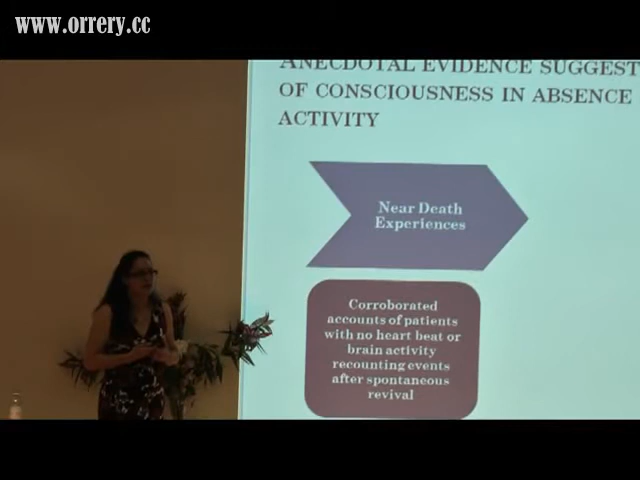 www.orrery.cc
ANECDOTAL EVIDENCE SUGGEST
OF CONSCIOUSNESS IN ABSENCE
ACTIVITY
Near Death
Experiences
Corroborated
accounts of patients
with no heart beat or
brain activity
recounting events
after spontaneous
revival